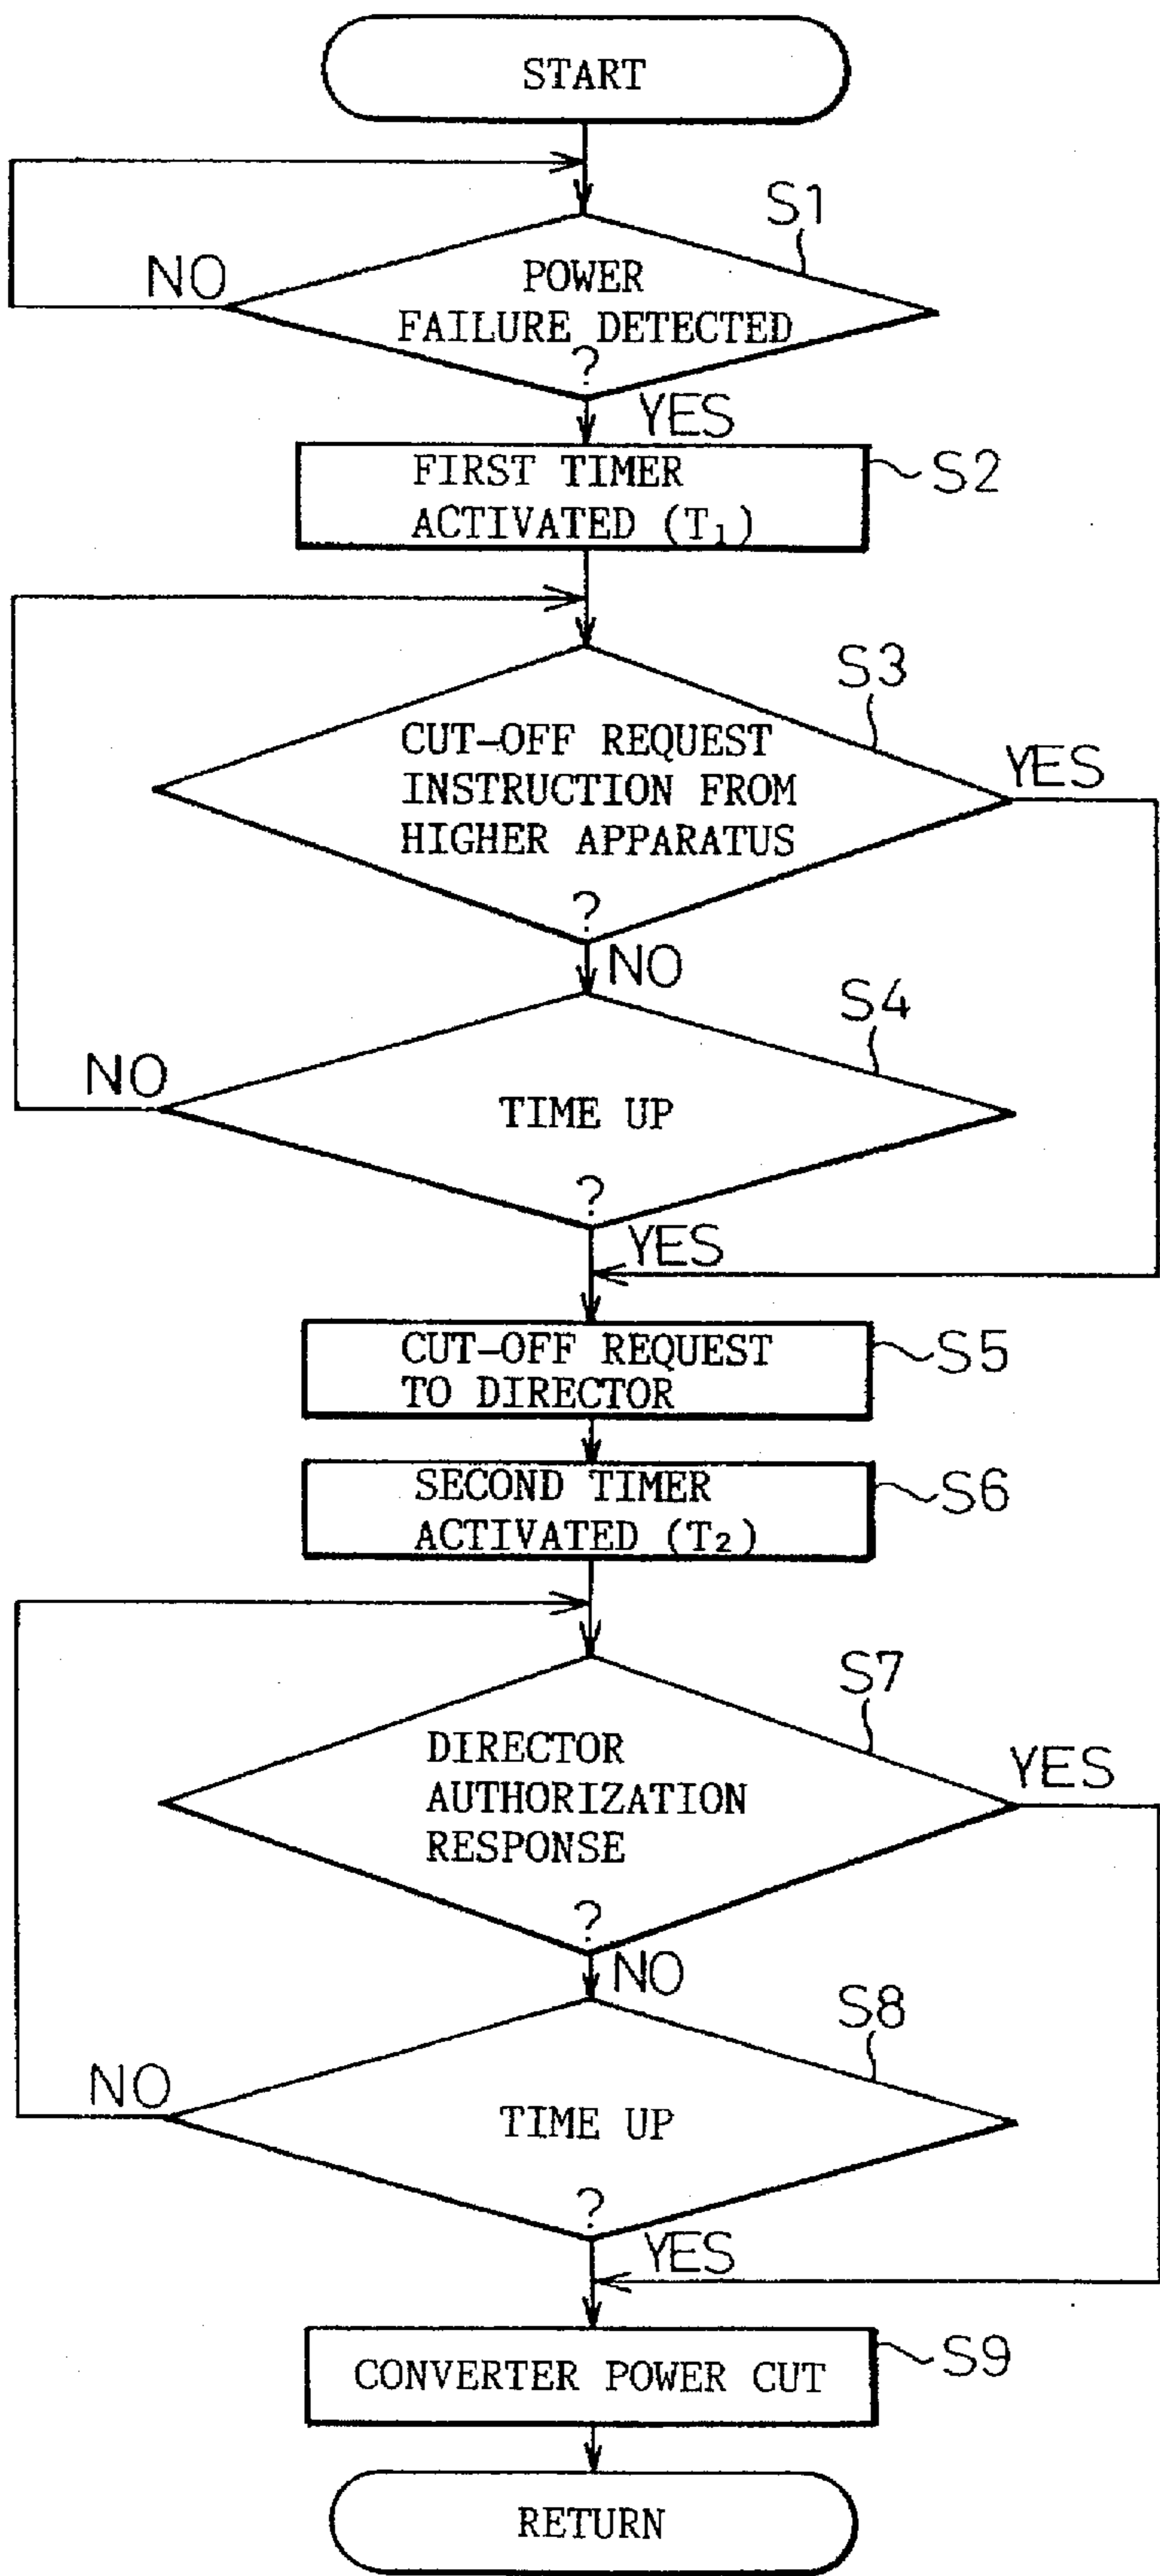 START
S1
NO
POWER
FAILURE DETECTED
?
YES
FIRST TIMER
ACTIVATED (T₁)
S2
S3
CUT-OFF REQUEST
INSTRUCTION FROM
HIGHER APPARATUS
?
YES
NO
S4
NO
TIME UP
?
YES
CUT-OFF REQUEST
TO DIRECTOR
S5
SECOND TIMER
ACTIVATED (T₂)
S6
S7
DIRECTOR
AUTHORIZATION
RESPONSE
?
YES
NO
S8
NO
TIME UP
?
YES
CONVERTER POWER CUT
S9
RETURN